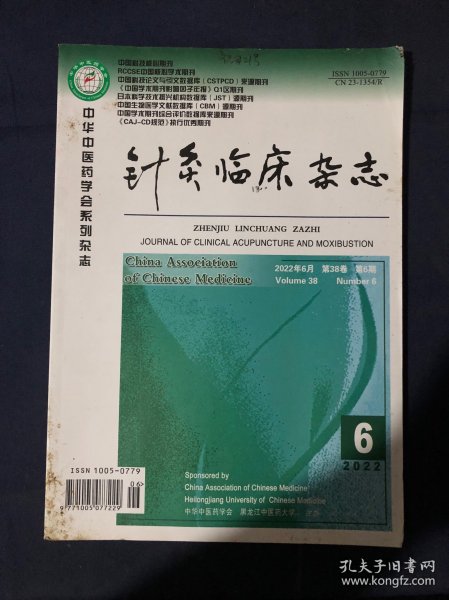 中国科技核心期刊
RCCSE中国核心学术期刊
中国科技论文与引文数据库（CSTPCD）来源期刊
《中国学术期刊影响因子年报》Q1区期刊
日本科学技术振兴机构数据库（JST）源期刊
中国生物医学文献数据库（CBM）源期刊
中国学术期刊综合评价数据库来源期刊
《CAJ-CD规范》执行优秀期刊
ISSN 1005-0779
CN 23-1354/R
中华中医药学会系列杂志
针灸临床杂志
ZHENJIU LINCHUANG ZAZHI
JOURNAL OF CLINICAL ACUPUNCTURE AND MOXIBUSTION
China Association
of Chinese Medicine
2022年6月 第38卷 第6期
Volume 38 Number 6
6
2022
ISSN 1005-0779
06>
9 771005 077229
Sponsored by
China Association of Chinese Medicine
Heilongjiang University of Chinese Medicine
中华中医药学会 黑龙江中医药大学 主办
孔夫子旧书网
www.kongfz.com